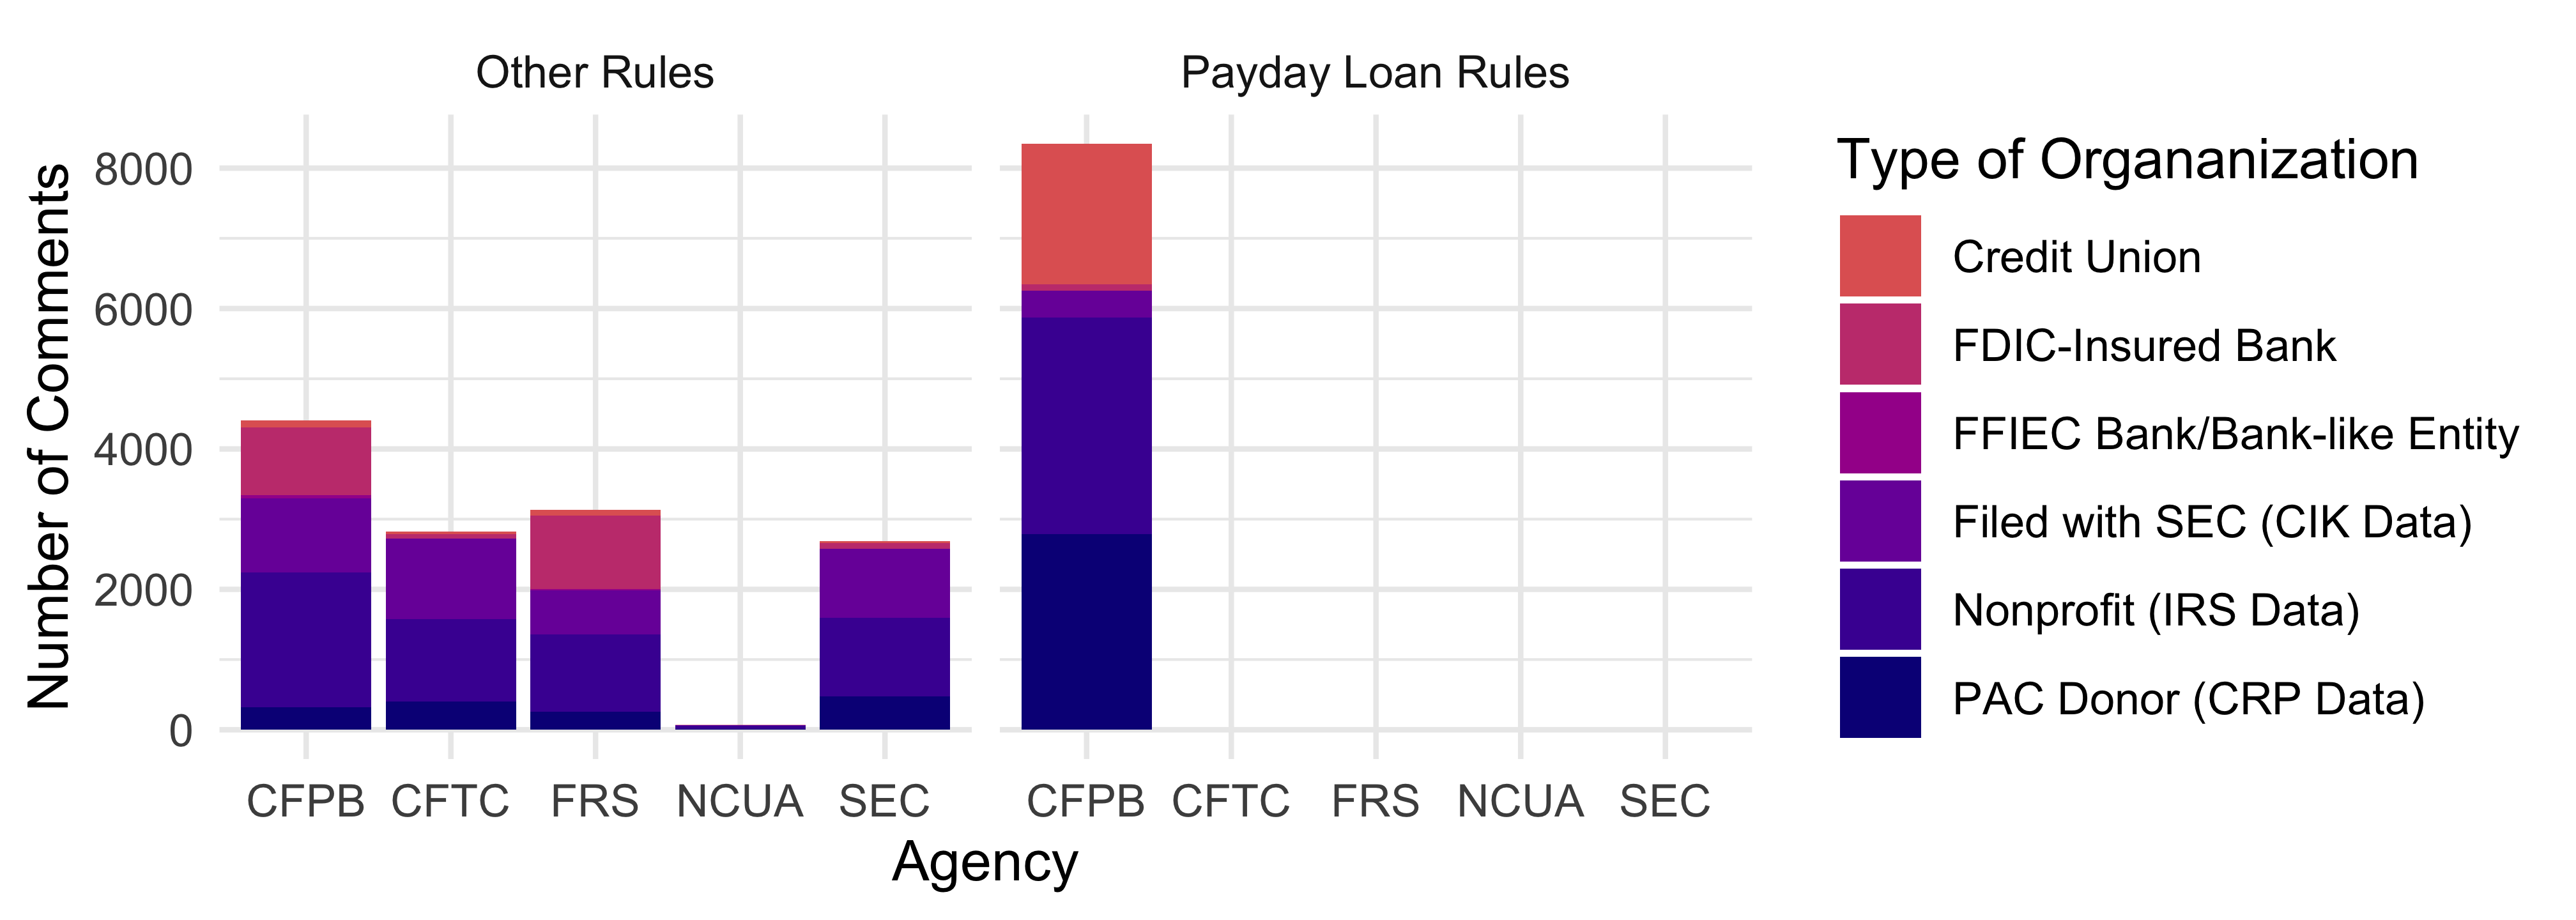 Other Rules
Payday Loan Rules
Number of Comments
8000
6000
4000
2000
0
CFPB CFTC FRS NCUA SEC
CFPB CFTC FRS NCUA SEC
Agency
Type of Organanization
Credit Union
FDIC-Insured Bank
FFIEC Bank/Bank-like Entity
Filed with SEC (CIK Data)
Nonprofit (IRS Data)
PAC Donor (CRP Data)